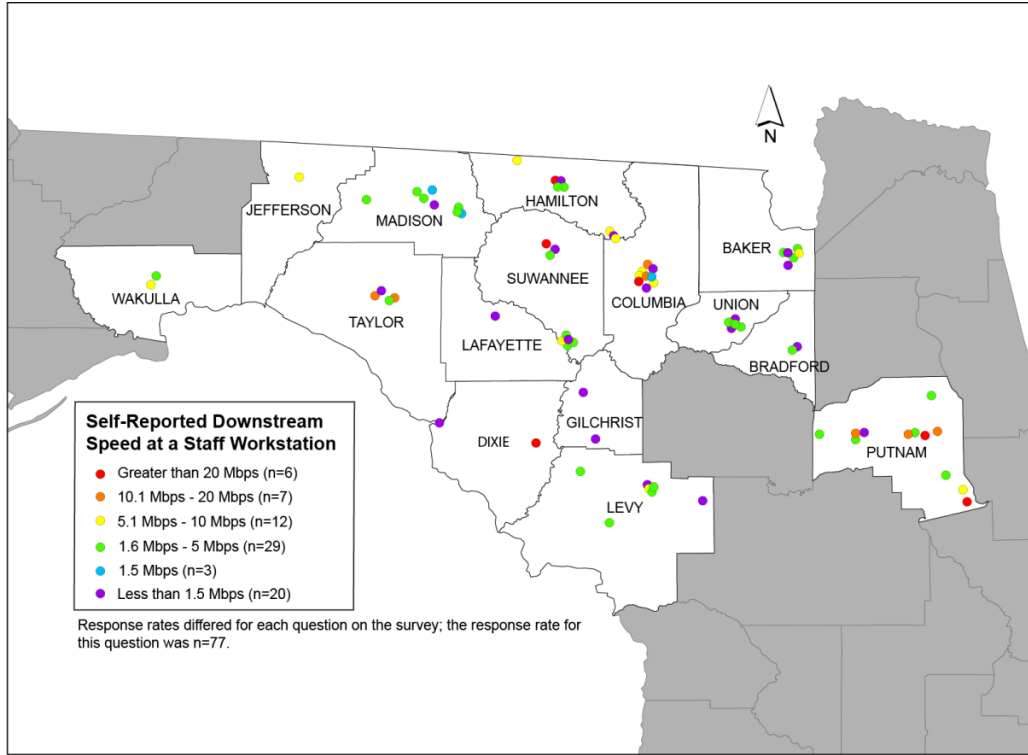 N
JEFFERSON
MADISON
HAMILTON
BAKER
WAKULLA
TAYLOR
SUWANNEE
COLUMBIA
UNION
LAFAYETTE
BRADFORD
DIXIE
GILCHRIST
PUTNAM
LEVY
Self-Reported Downstream
Speed at a Staff Workstation
Greater than 20 Mbps (n=6)
10.1 Mbps - 20 Mbps (n=7)
5.1 Mbps - 10 Mbps (n=12)
1.6 Mbps - 5 Mbps (n=29)
1.5 Mbps (n=3)
Less than 1.5 Mbps (n=20)
Response rates differed for each question on the survey; the response rate for
this question was n=77.